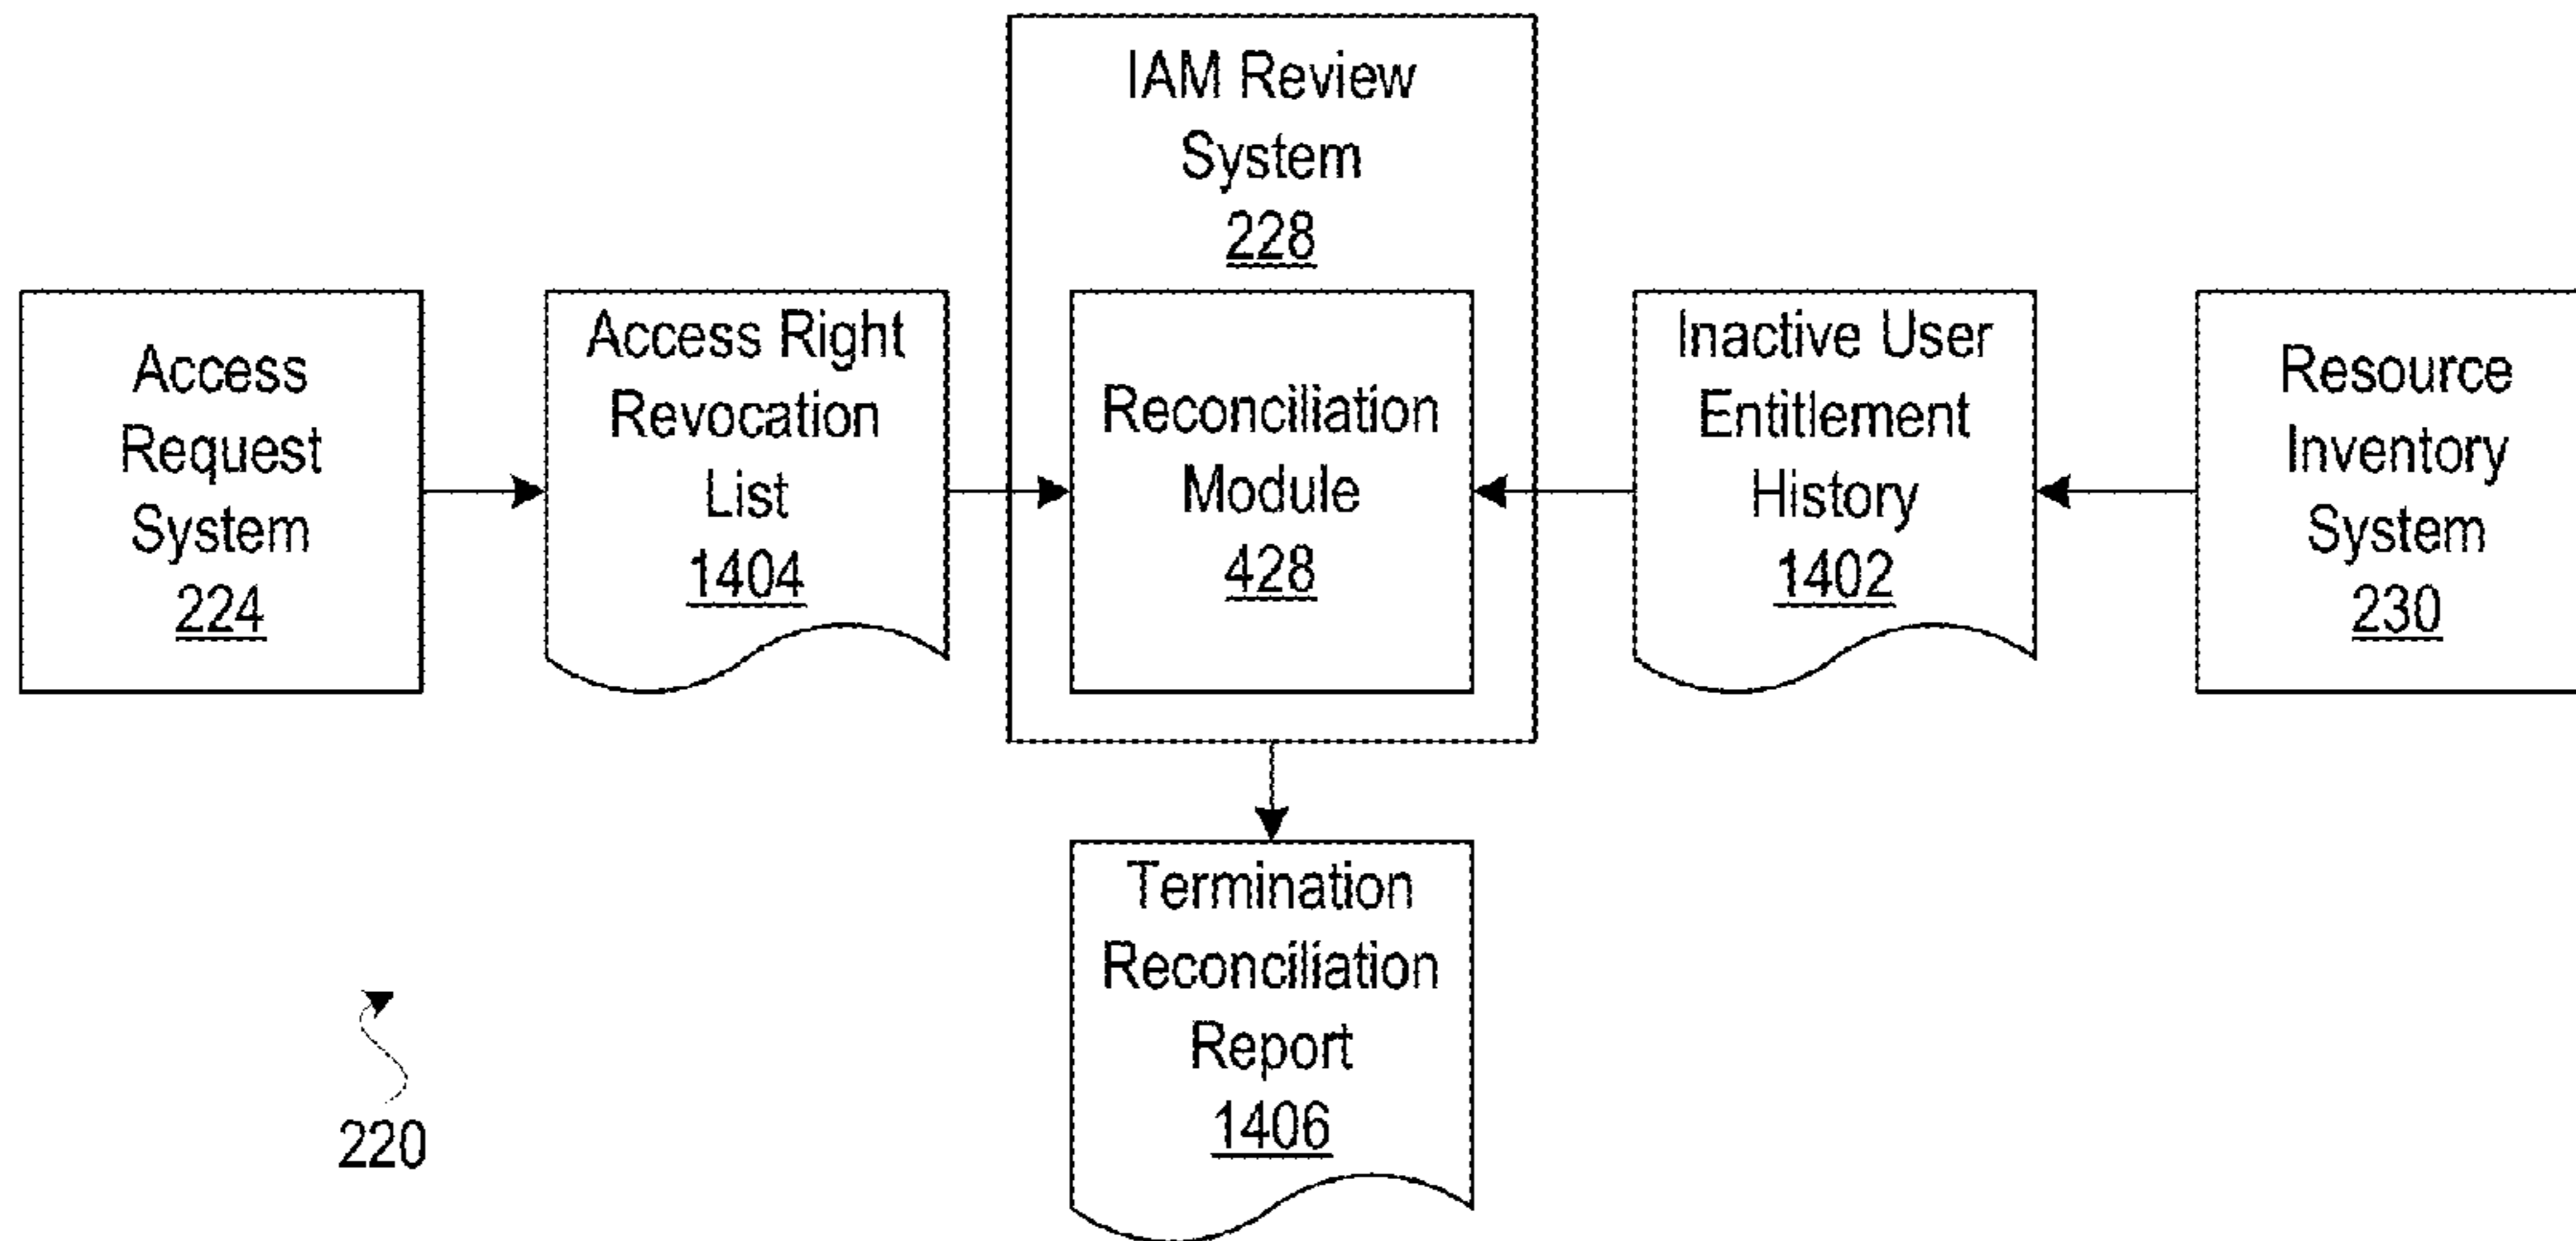 IAM Review
System
228
Access
Request
System
224
Access Right
Revocation
List
1404
Reconciliation
Module
428
Inactive User
Entitlement
History
1402
Resource
Inventory
System
230
Termination
Reconciliation
Report
1406
220